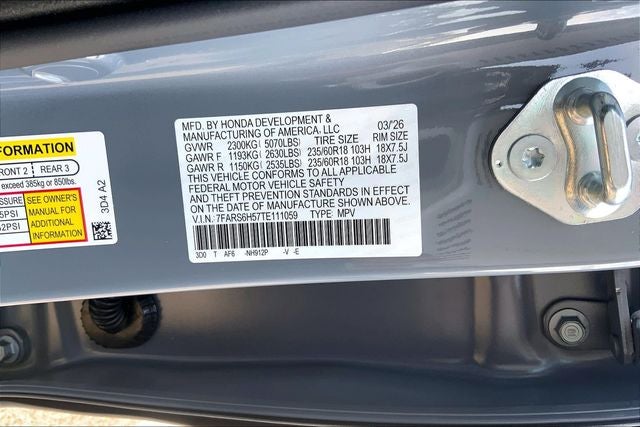 FORMATION
FRONT 2 REAR 3
exceed 385kg or 850lbs.
SEE OWNER'S
MANUAL FOR
ADDITIONAL
INFORMATION
3D4 A2
MFD. BY HONDA DEVELOPMENT &
MANUFACTURING OF AMERICA, LLC 03/26
GVWR 2300KG (5070LBS) TIRE SIZE RIM SIZE
GAWR F 1193KG (2630LBS) 235/60R18 103H 18X7.5J
GAWR R 1150KG (2535LBS) 235/60R18 103H 18X7.5J
THIS VEHICLE CONFORMS TO ALL APPLICABLE
FEDERAL MOTOR VEHICLE SAFETY
AND THEFT PREVENTION STANDARDS IN EFFECT
ON THE DATE OF MANUFACTURE SHOWN ABOVE.
V.I.N. : 7FARS6H57TE111059 TYPE: MPV
3D0 T AF6 -NH912P -V -E